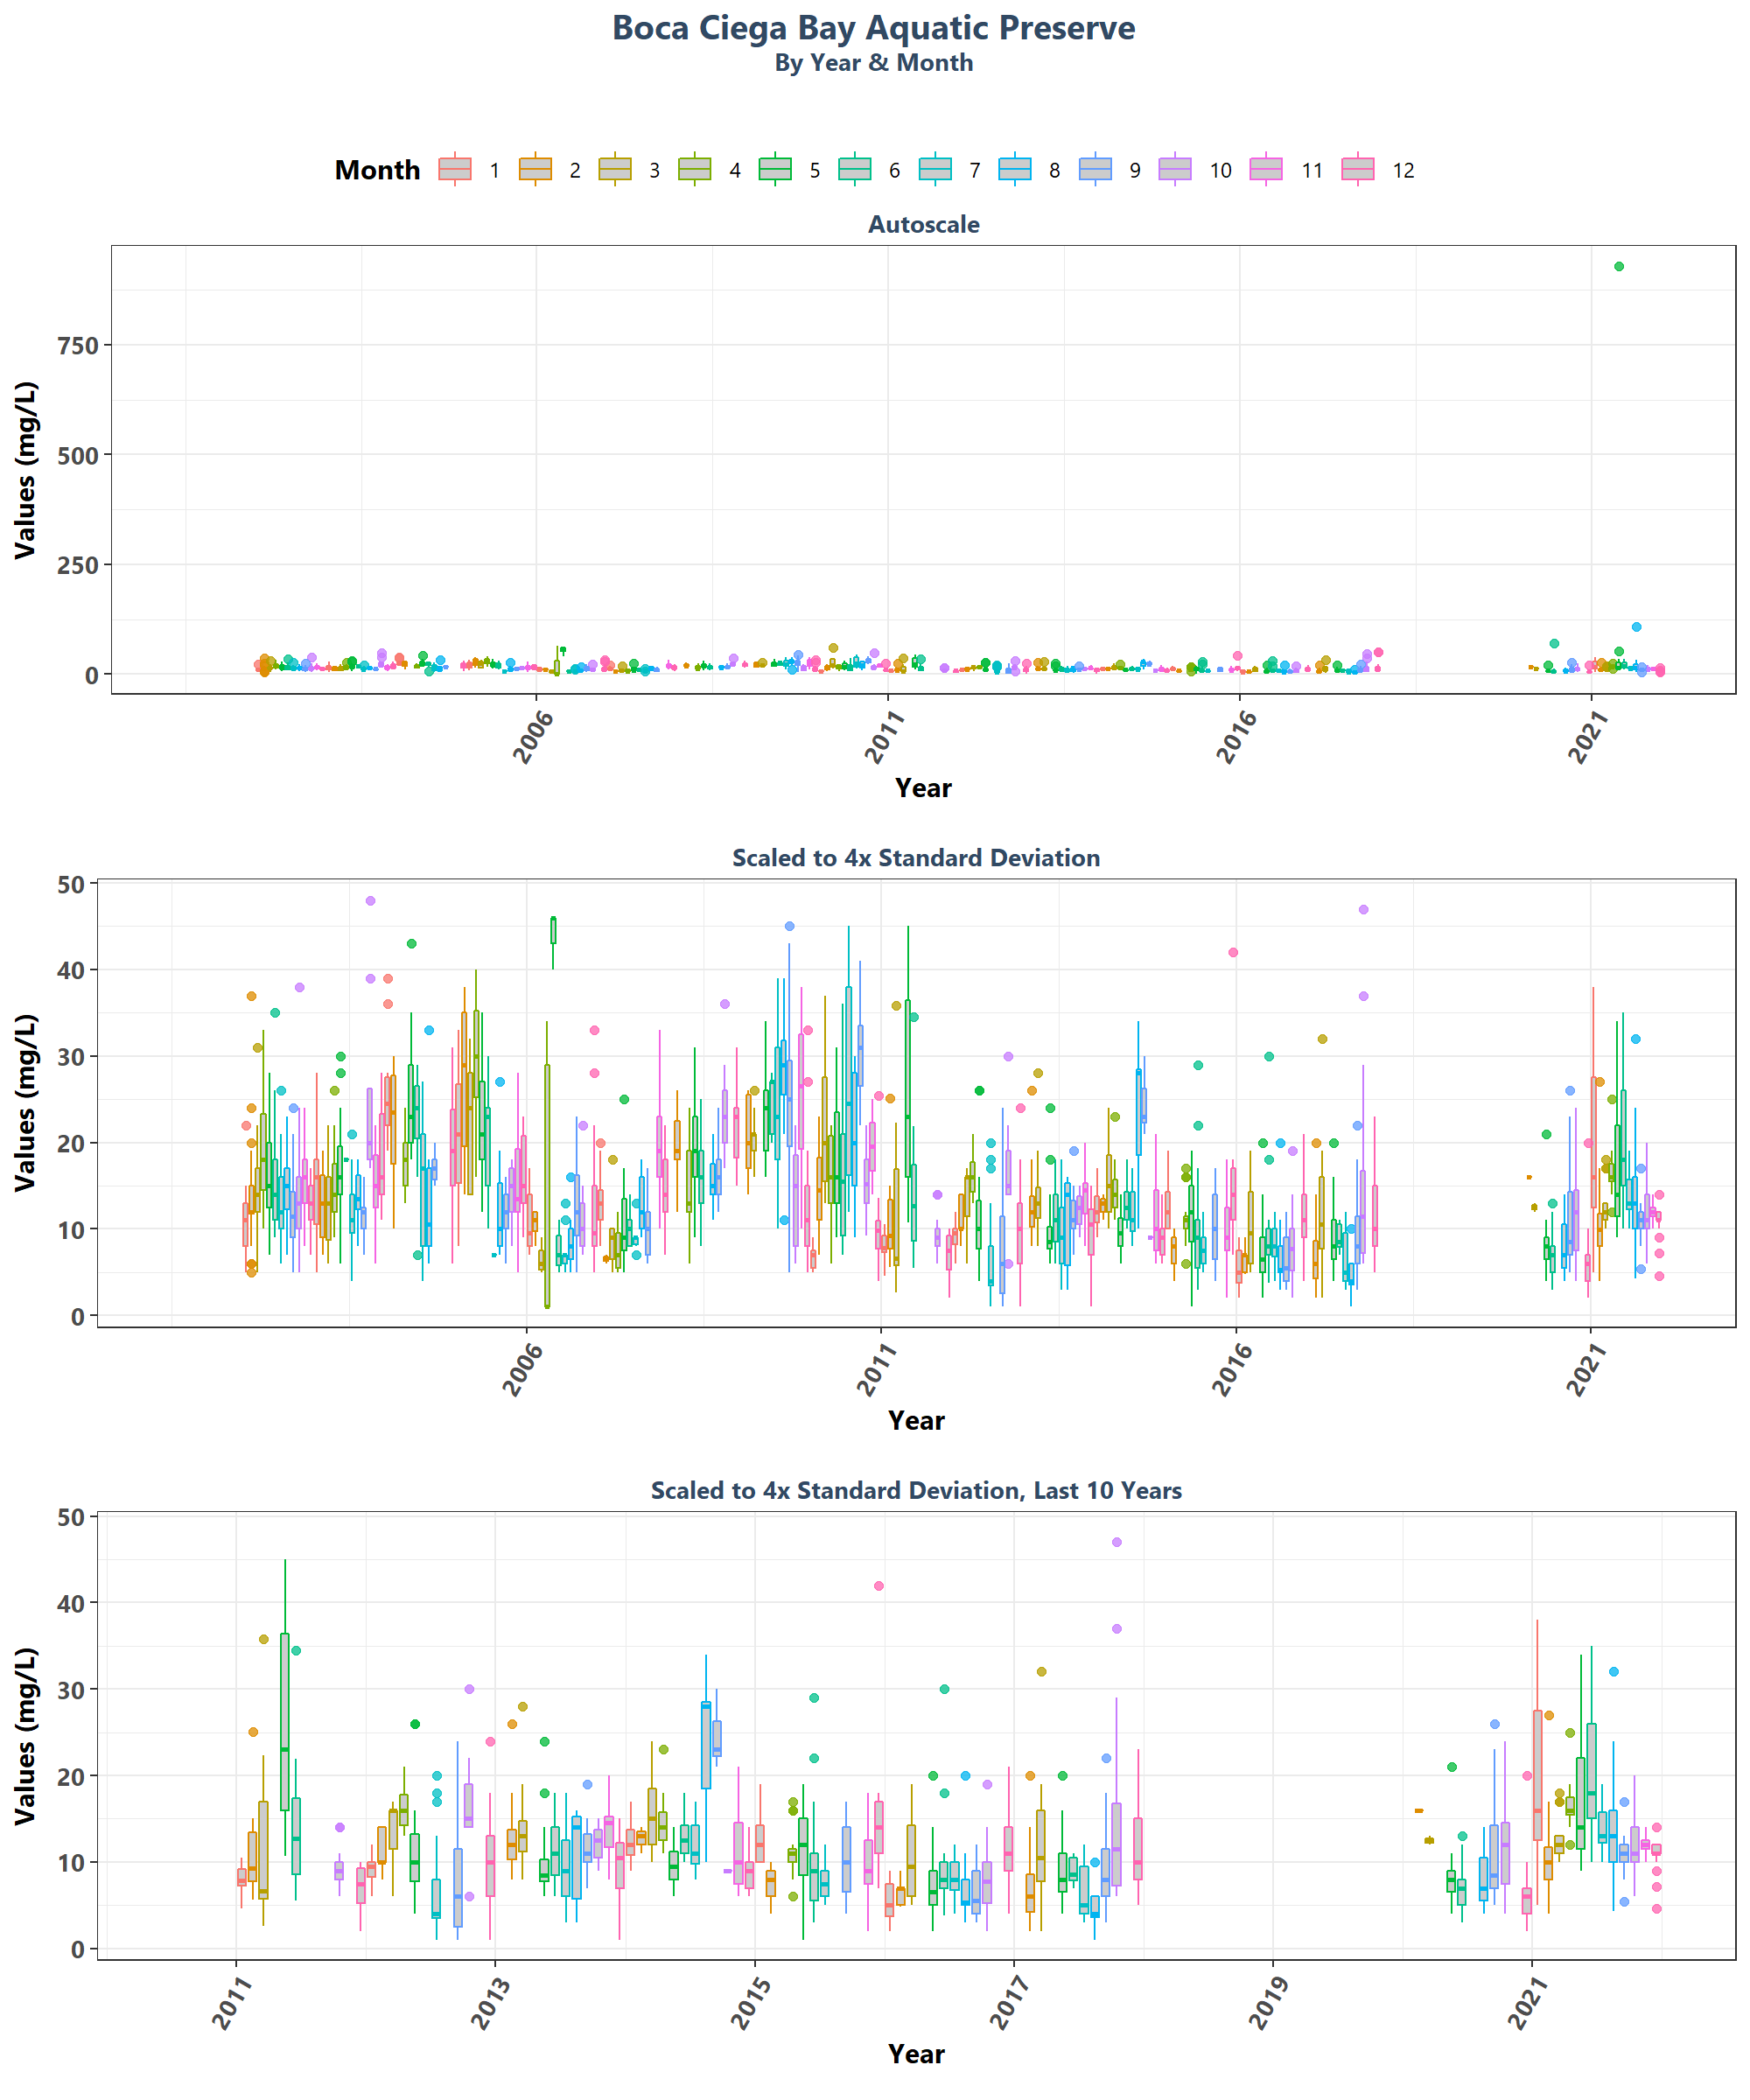 Boca Ciega Bay Aquatic Preserve
By Year & Month
Month 1 2 3 4 5 6 7 8 9 10 11 12
Autoscale
Values (mg/L)
750
500
250
0
2006 2011 2016 2021
Year
Scaled to 4x Standard Deviation
Values (mg/L)
50
40
30
20
10
0
2006 2011 2016 2021
Year
Scaled to 4x Standard Deviation, Last 10 Years
Values (mg/L)
50
40
30
20
10
0
2011 2013 2015 2017 2019 2021
Year